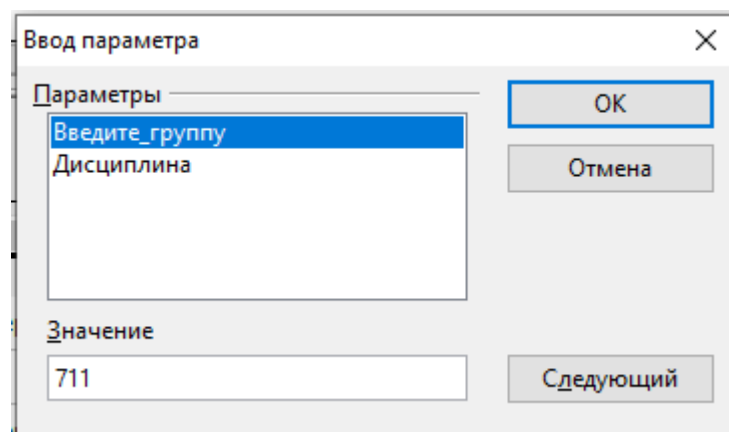 Ввод параметра
Параметры
OK
Введите_группу
Дисциплина
Отмена
Значение
711
Следующий